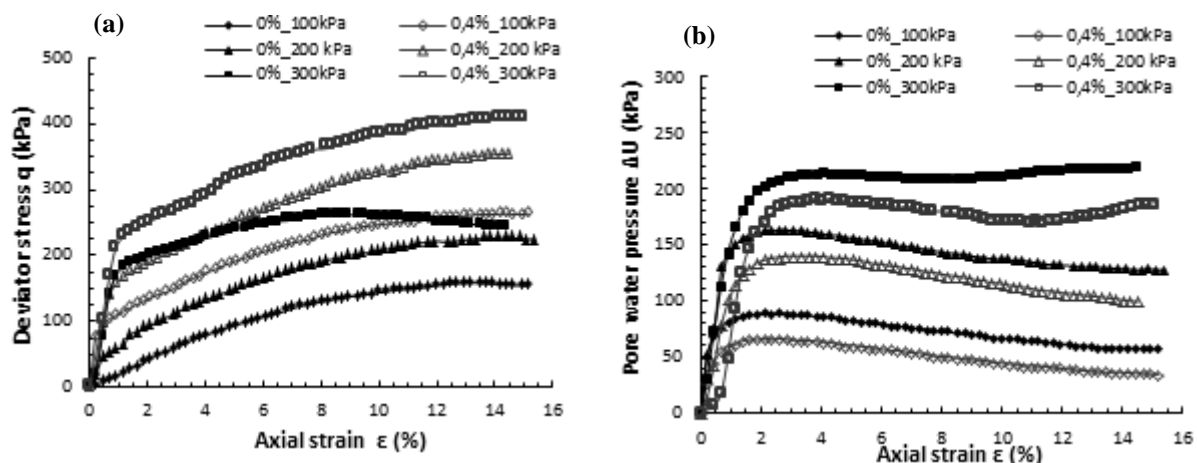 (a)
0%_100kPa
0,4%_100kPa
0%_200 kPa
0,4%_200 kPa
0%_300kPa
0,4%_300kPa
Deviator stress q (kPa)
500
400
300
200
100
0
0 2 4 6 8 10 12 14 16
Axial strain ε (%)
(b)
0%_100kPa
0,4%_100kPa
0%_200 kPa
0,4%_200 kPa
0%_300kPa
0,4%_300kPa
Pore water pressure ΔU (kPa)
300
250
200
150
100
50
0
0 2 4 6 8 10 12 14 16
Axial strain ε (%)